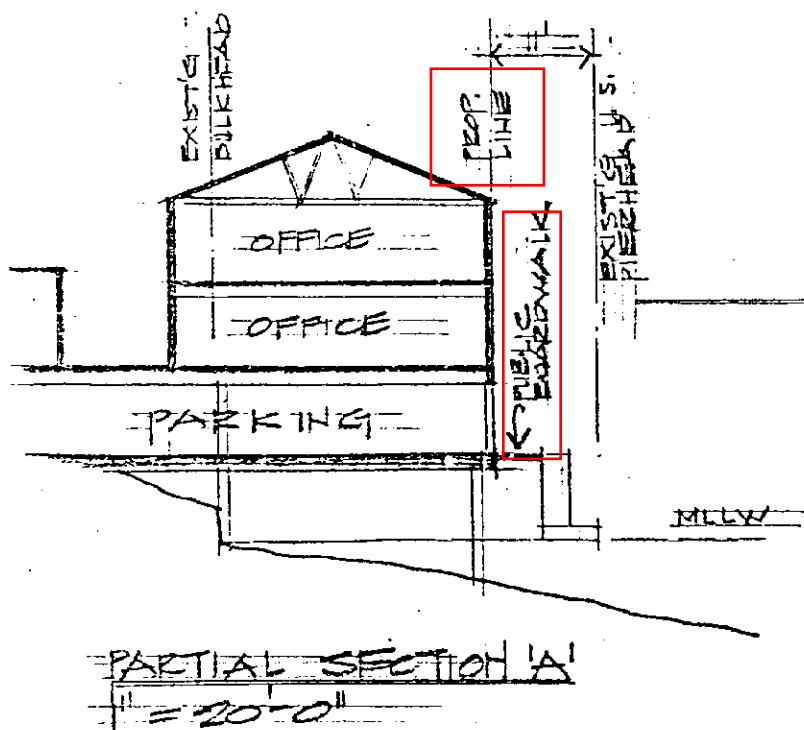 EXIST'G
BULKHEAD
PROP.
LINE
EXIST'G U.S.
PIERHEAD
OFFICE
OFFICE
PUBLIC
BOARDWALK
PARKING
MLLW
PARTIAL SECTION 'A'
1" = 20'-0"